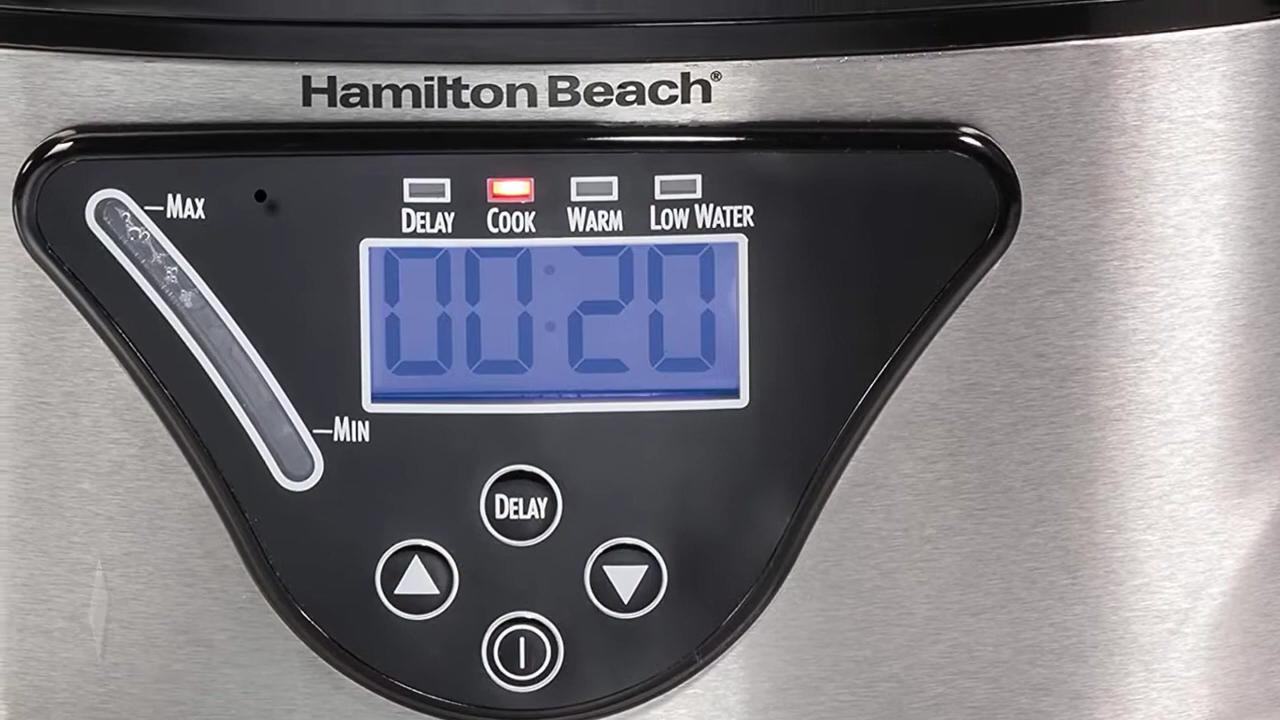 Hamilton Beach®
MAX
DELAY COOK WARM LOW WATER
00:20
MIN
DELAY